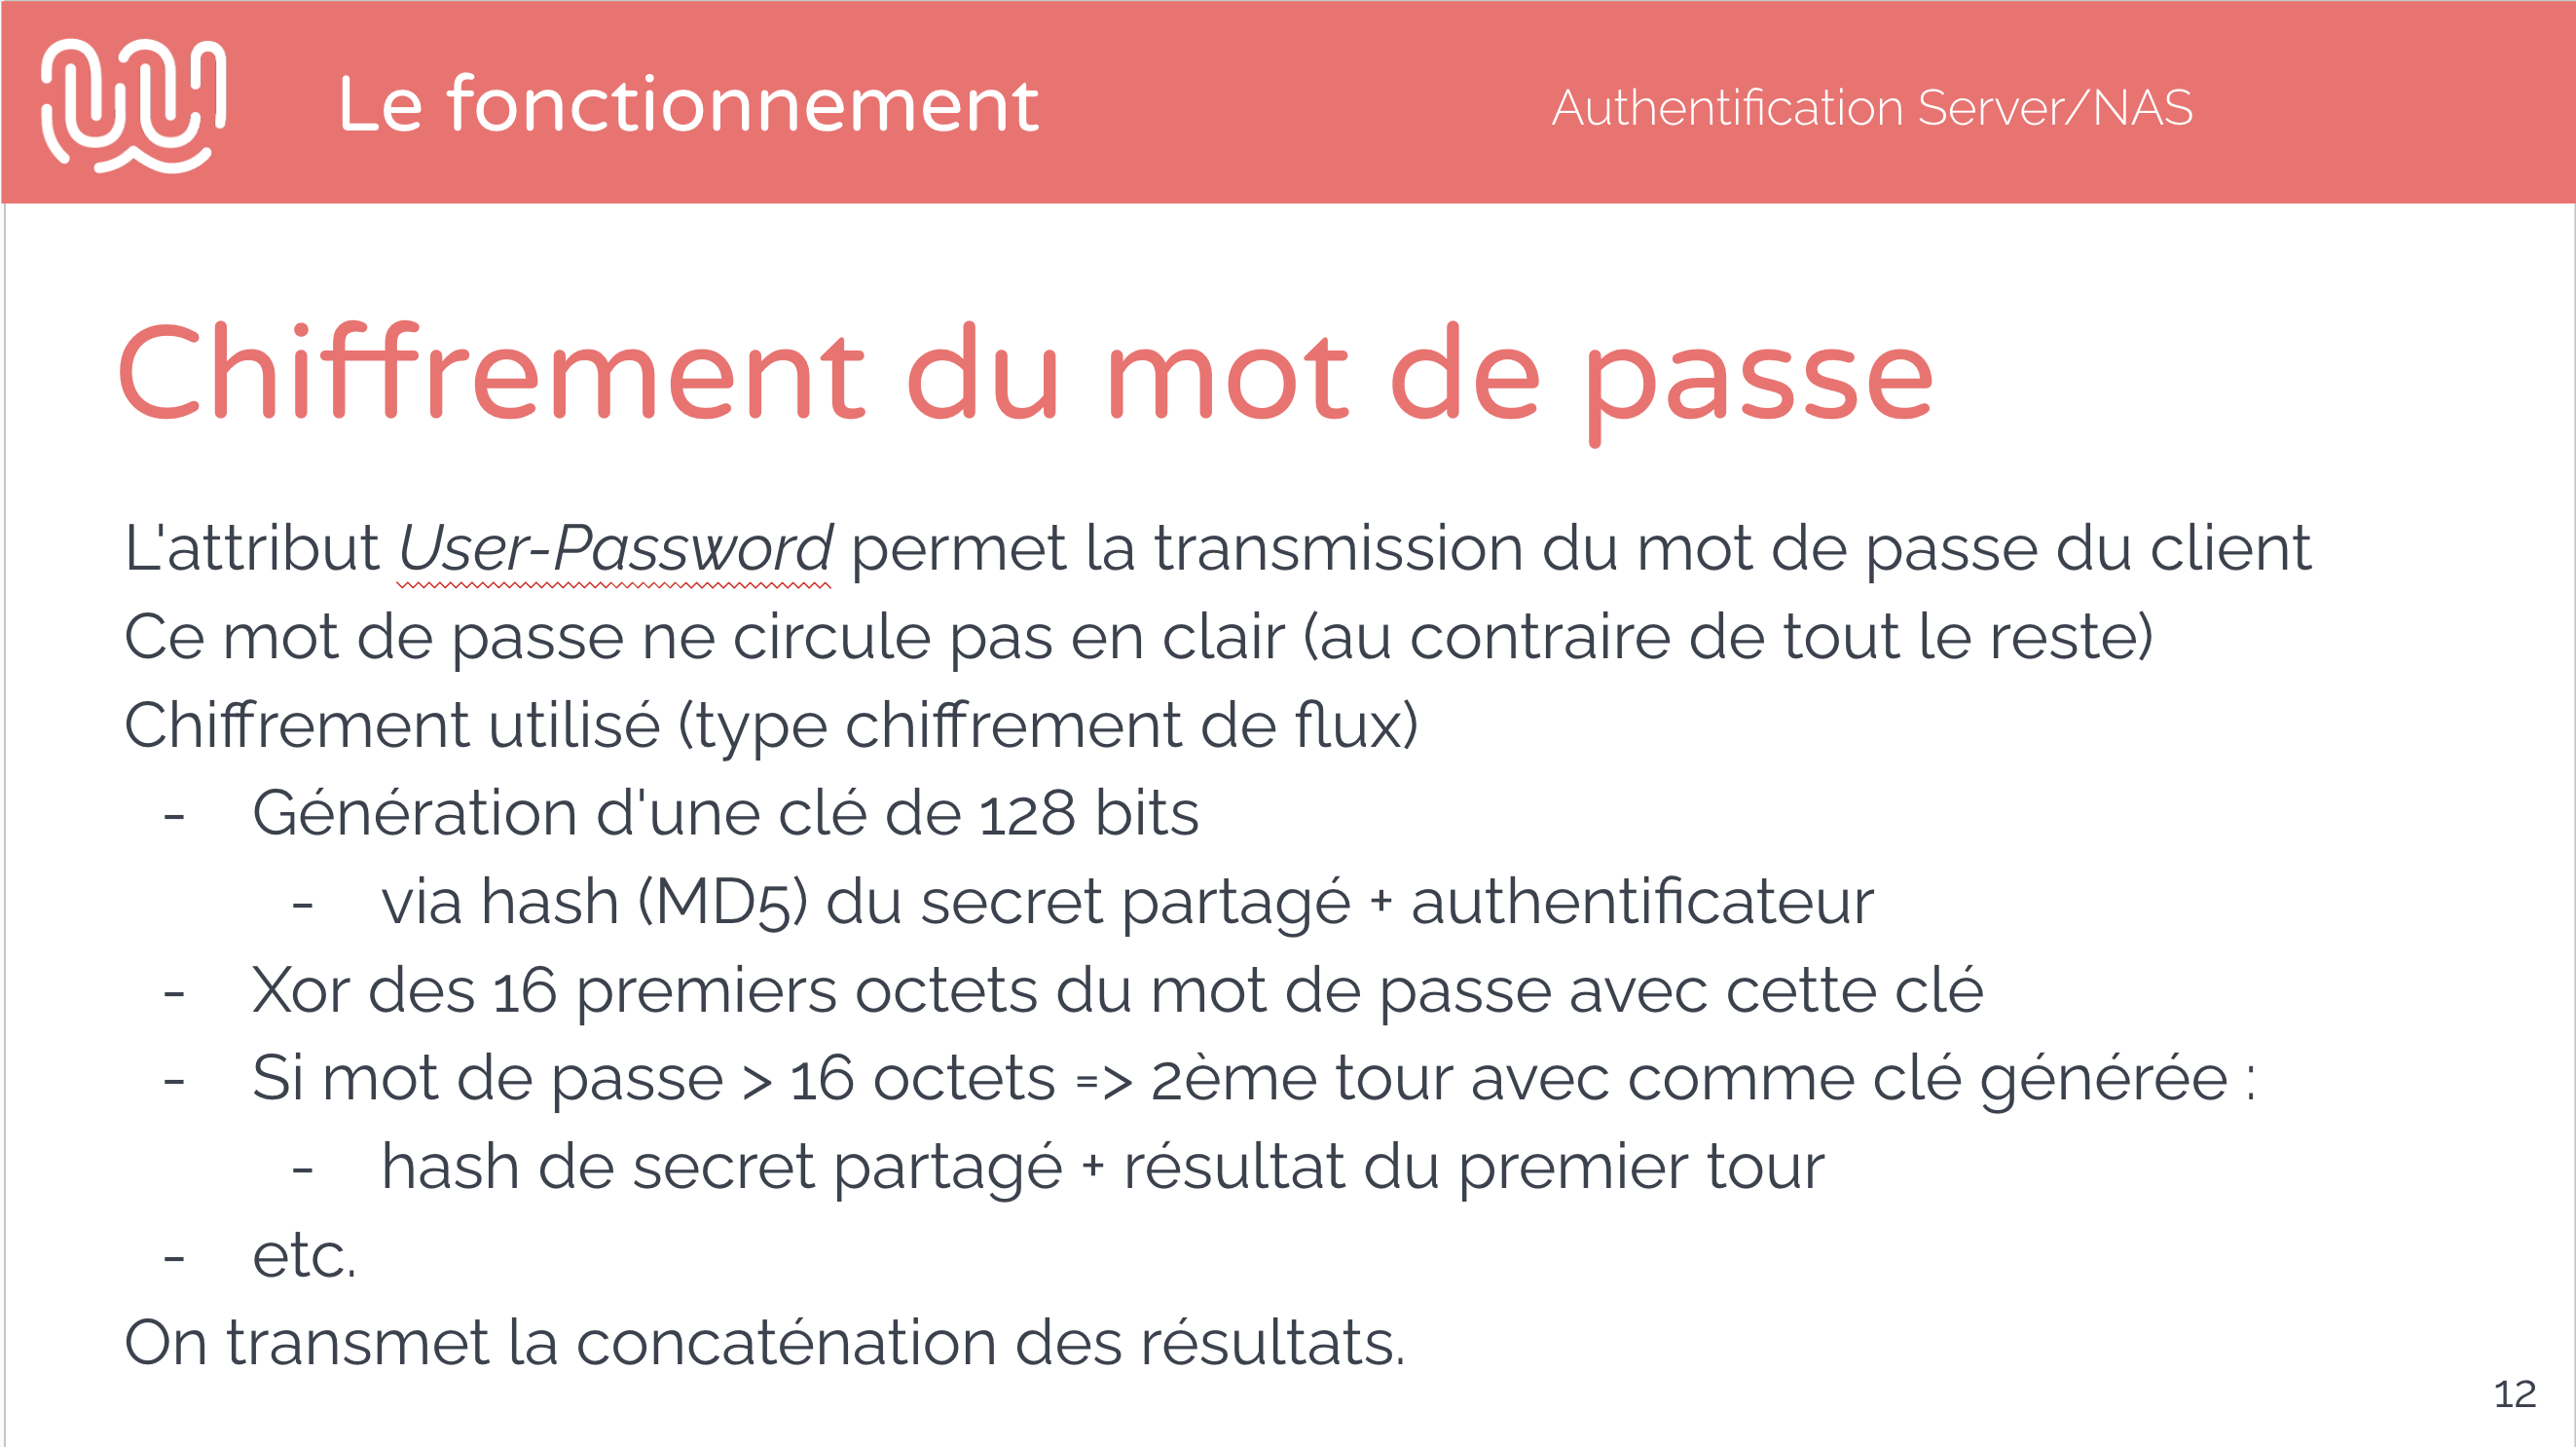 Le fonctionnement
Authentification Server/NAS
Chiffrement du mot de passe
L'attribut User-Password permet la transmission du mot de passe du client
Ce mot de passe ne circule pas en clair (au contraire de tout le reste)
Chiffrement utilisé (type chiffrement de flux)
- Génération d'une clé de 128 bits
- via hash (MD5) du secret partagé + authentificateur
- Xor des 16 premiers octets du mot de passe avec cette clé
- Si mot de passe > 16 octets => 2ème tour avec comme clé générée :
- hash de secret partagé + résultat du premier tour
- etc.
On transmet la concaténation des résultats.
12